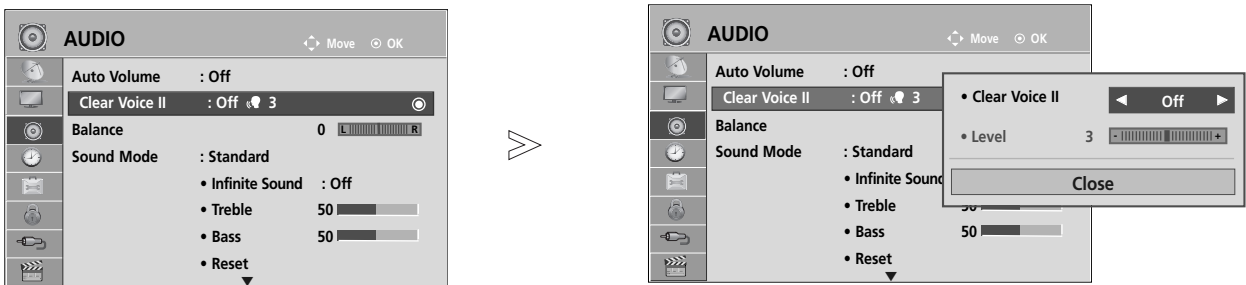 AUDIO
Move OK
Auto Volume : Off
Clear Voice II : Off 3
Balance 0 L R
Sound Mode : Standard
• Infinite Sound : Off
• Treble 50
• Bass 50
• Reset
AUDIO
Move OK
Auto Volume : Off
Clear Voice II : Off 3
Balance
Sound Mode : Standard
• Infinite Sound
• Treble 50
• Bass 50
• Reset
• Clear Voice II Off
• Level 3 - +
Close